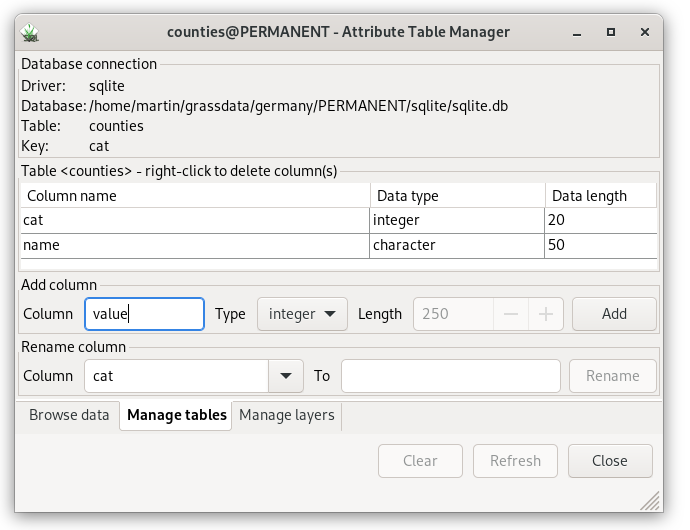 counties@PERMANENT - Attribute Table Manager
Database connection
Driver: sqlite
Database: /home/martin/grassdata/germany/PERMANENT/sqlite/sqlite.db
Table: counties
Key: cat
Table <counties> - right-click to delete column(s)
Column name Data type Data length
cat integer 20
name character 50
Add column
Column value Type integer Length 250 Add
Rename column
Column cat To Rename
Browse data Manage tables Manage layers
Clear Refresh Close